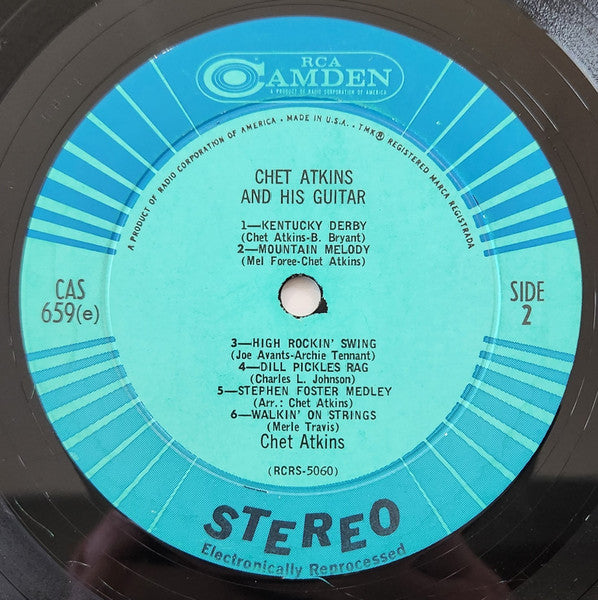 RCA
CAMDEN
A PRODUCT OF RADIO CORPORATION OF AMERICA
A PRODUCT OF RADIO CORPORATION OF AMERICA • MADE IN U.S.A. • TMK® REGISTERED MARCA REGISTRADA
CHET ATKINS
AND HIS GUITAR
1—KENTUCKY DERBY
(Chet Atkins-B. Bryant)
2—MOUNTAIN MELODY
(Mel Foree-Chet Atkins)
CAS
659(e)
SIDE
2
3—HIGH ROCKIN' SWING
(Joe Avants-Archie Tennant)
4—DILL PICKLES RAG
(Charles L. Johnson)
5—STEPHEN FOSTER MEDLEY
(Arr.: Chet Atkins)
6—WALKIN' ON STRINGS
(Merle Travis)
Chet Atkins
(RCRS-5060)
STEREO
Electronically Reprocessed